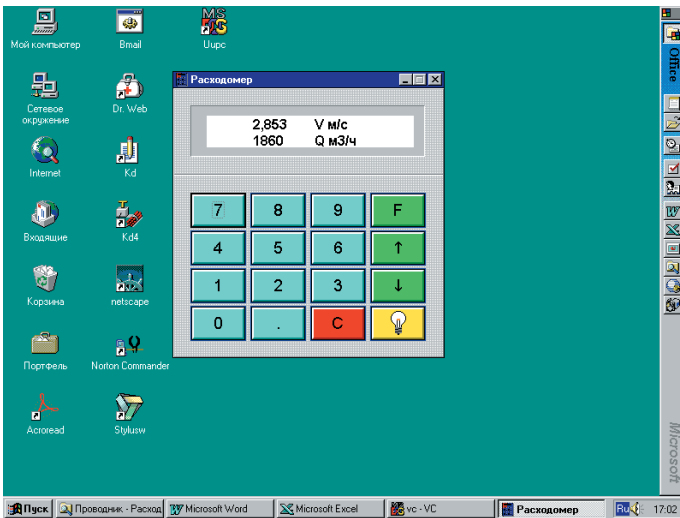 Мой компьютер
Bmail
MS
Uupc
Сетевое
окружение
Dr. Web
Internet
Kd
Входящие
Kd4
Корзина
netscape
Портфель
Norton Commander
Acroread
Stylusw
Расходомер
2,853 V м/с
1860 Q м3/ч
7 8 9 F
4 5 6 ↑
1 2 3 ↓
0 . C
Office
Microsoft
Пуск
Проводник - Расход
Microsoft Word
Microsoft Excel
vc - VC
Расходомер
Ru
17:02